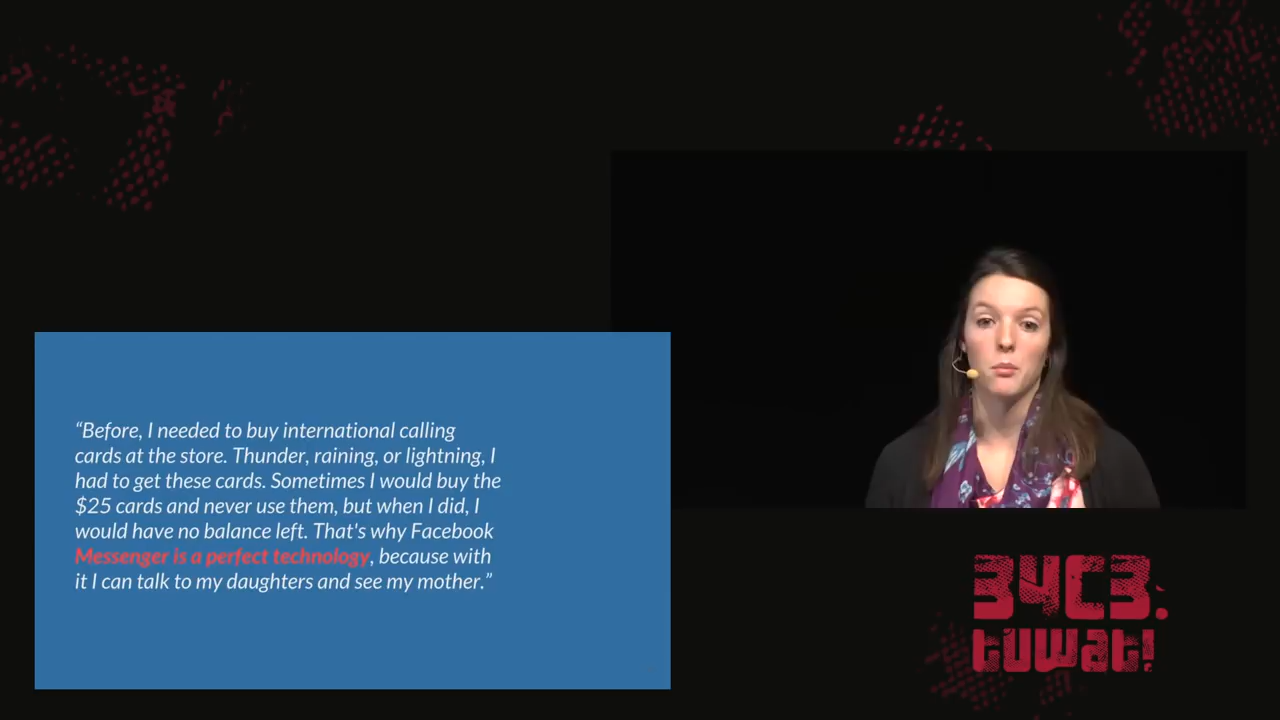 “Before, I needed to buy international calling
cards at the store. Thunder, raining, or lightning, I
had to get these cards. Sometimes I would buy the
$25 cards and never use them, but when I did, I
would have no balance left. That's why Facebook
Messenger is a perfect technology, because with
it I can talk to my daughters and see my mother.”
34C3.
tuwat!